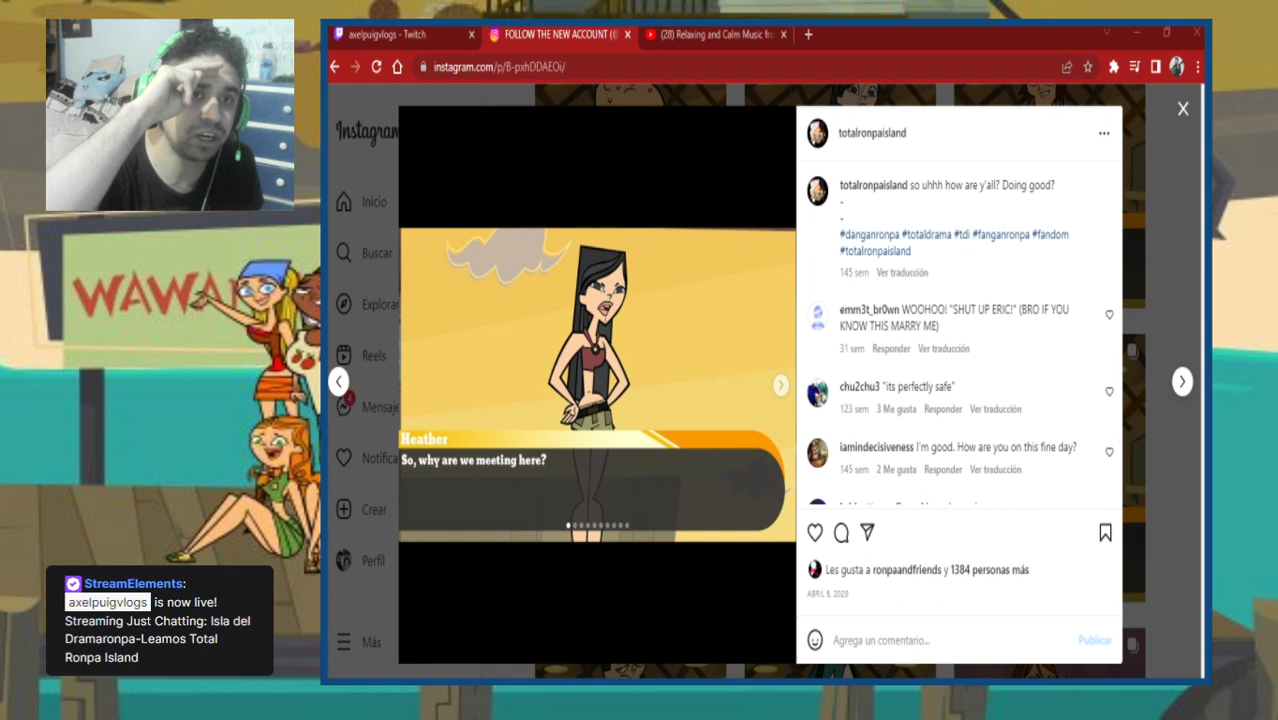 axelpuigvlogs - Twitch
FOLLOW THE NEW ACCOUNT (
(28) Relaxing and Calm Music fro
instagram.com/p/B-pxhDDAEOi/
Instagram
Inicio
Buscar
Explorar
Reels
Mensaje
Notifica
Crear
Perfil
Más
WAWA
Heather
So, why are we meeting here?
totalronpaisland
totalronpaisland so uhhh how are y'all? Doing good?
-
-
#danganronpa #totaldrama #tdi #fanganronpa #fandom
#totalronpaisland
145 sem Ver traducción
emm3t_br0wn WOOHOO! "SHUT UP ERIC!" (BRO IF YOU
KNOW THIS MARRY ME)
31 sem Responder Ver traducción
chu2chu3 "its perfectly safe"
123 sem 3 Me gusta Responder Ver traducción
iamindecisiveness I'm good. How are you on this fine day?
145 sem 2 Me gusta Responder Ver traducción
Les gusta a ronpaandfriends y 1384 personas más
ABRIL 6, 2020
Agrega un comentario...
Publicar
StreamElements:
axelpuigvlogs is now live!
Streaming Just Chatting: Isla del
Dramaronpa-Leamos Total
Ronpa Island